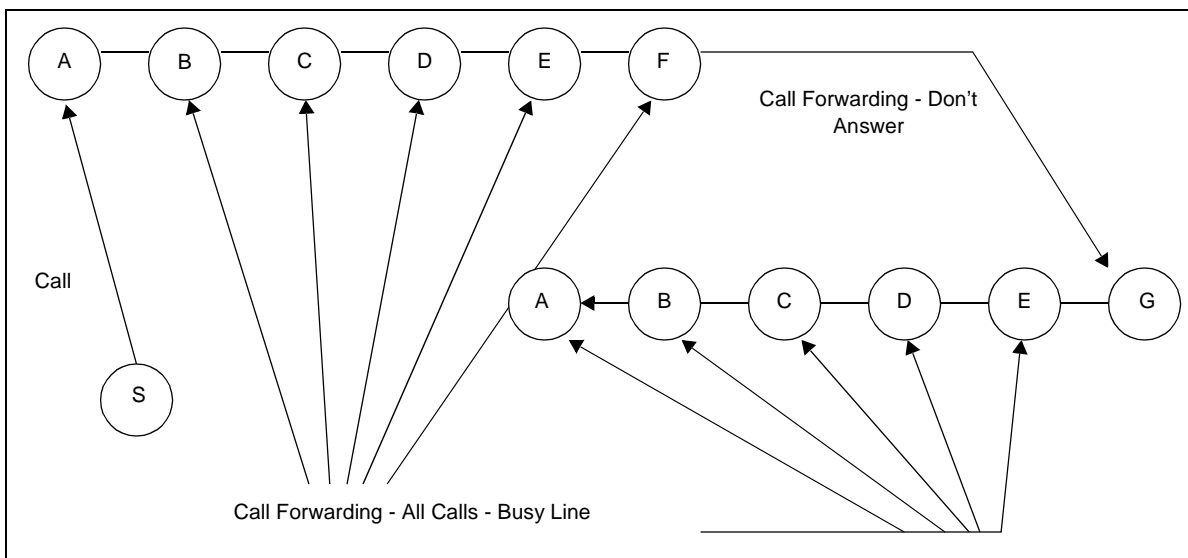 A B C D E F
Call Forwarding - Don't
Answer
Call
A B C D E G
S
Call Forwarding - All Calls - Busy Line